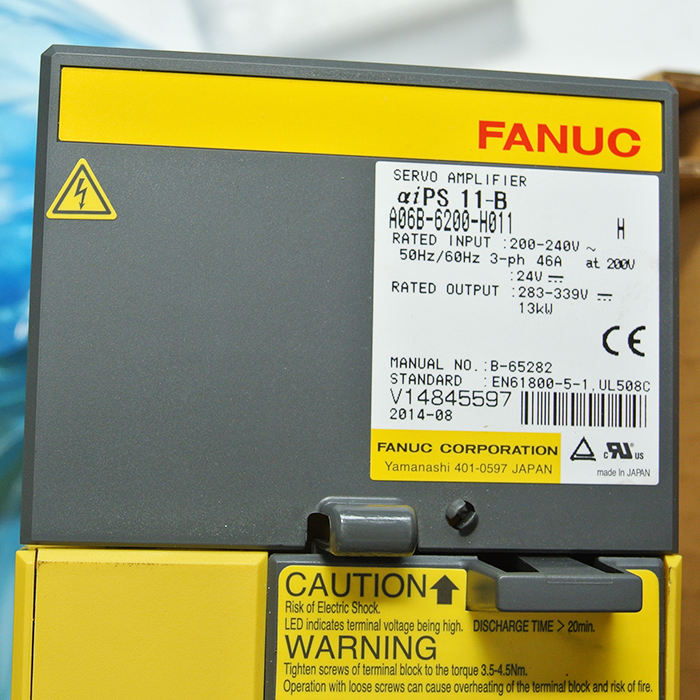 FANUC
SERVO AMPLIFIER
αiPS 11-B
A06B-6200-H011 H
RATED INPUT :200-240V ~
50Hz/60Hz 3-ph 46A at 200V
:24V ⎓
RATED OUTPUT :283-339V ⎓
13kW
CE
MANUAL NO.:B-65282
STANDARD :EN61800-5-1,UL508C
V14845597
2014-08
FANUC CORPORATION
Yamanashi 401-0597 JAPAN
c RU us
made in JAPAN
CAUTION
Risk of Electric Shock.
LED indicates terminal voltage being high. DISCHARGE TIME > 20min.
WARNING
Tighten screws of terminal block to the torque 3.5-4.5Nm.
Operation with loose screws can cause overheating of the terminal block and risk of fire.